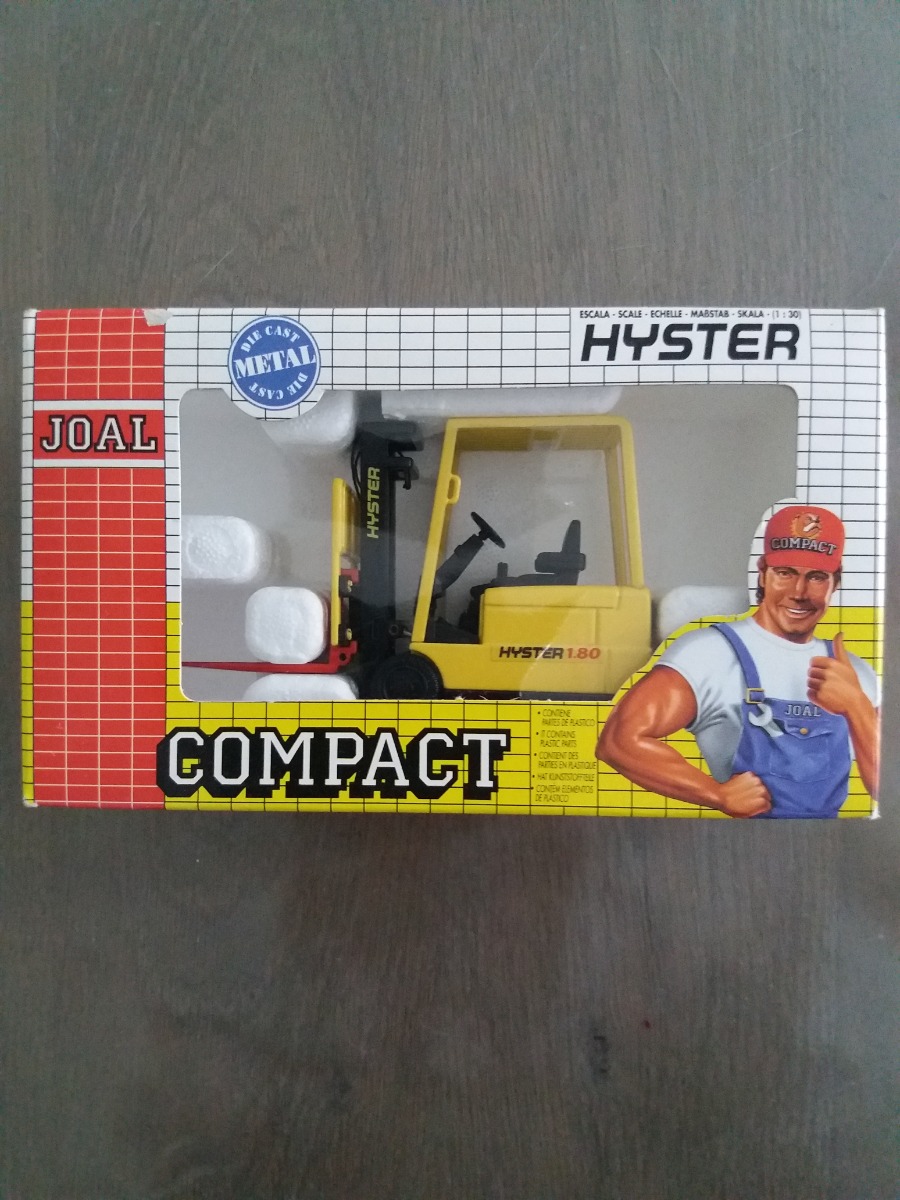 ESCALA - SCALE - ECHELLE - MAßSTAB - SKALA - (1 : 30)
HYSTER
DIE CAST
METAL
DIE CAST
JOAL
HYSTER
COMPACT
HYSTER 1.80
JOAL
COMPACT
• CONTIENE
PARTES DE PLASTICO
• IT CONTAINS
PLASTIC PARTS
• CONTIENT DES
PARTIES EN PLASTIQUE
• HAT KUNSTSTOFFTEILE
• CONTÉM ELEMENTOS
DE PLÁSTICO